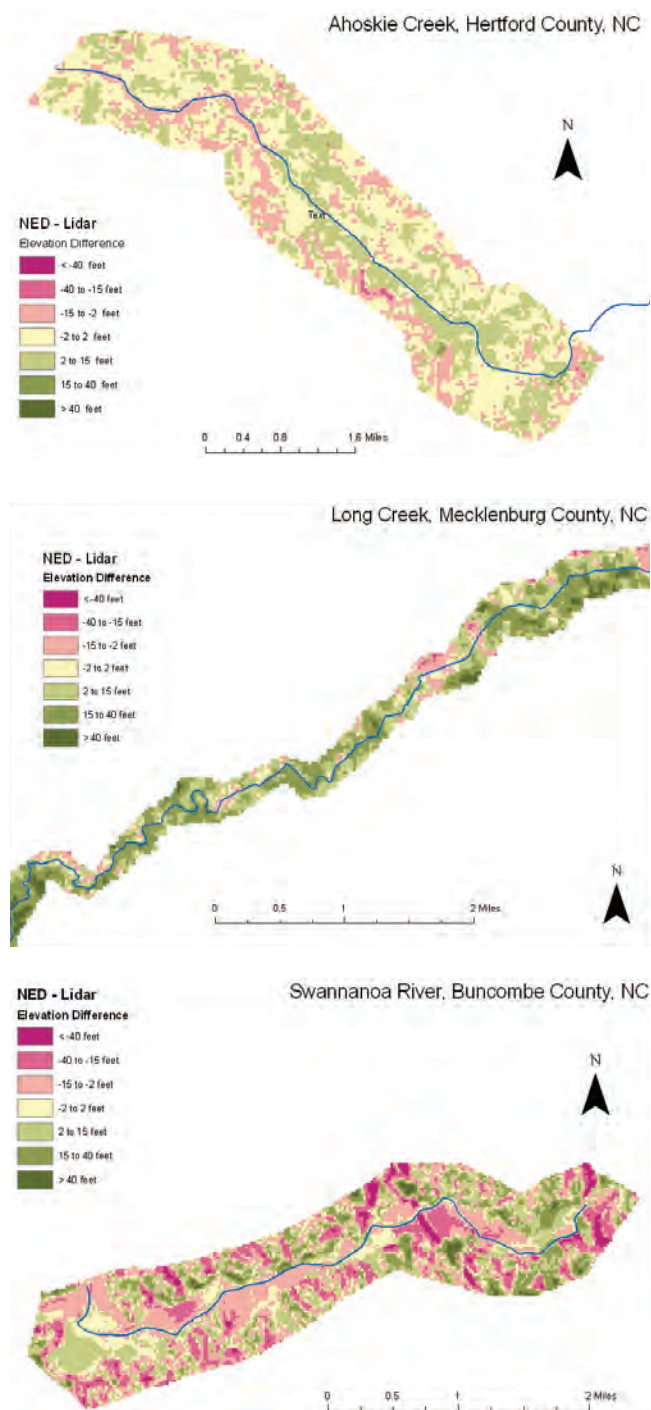 Ahoskie Creek, Hertford County, NC
N
NED - Lidar
Elevation Difference
< -40 feet
-40 to -15 feet
-15 to -2 feet
-2 to 2 feet
2 to 15 feet
15 to 40 feet
> 40 feet
Text
0 0.4 0.8 1.6 Miles
Long Creek, Mecklenburg County, NC
NED - Lidar
Elevation Difference
< -40 feet
-40 to -15 feet
-15 to -2 feet
-2 to 2 feet
2 to 15 feet
15 to 40 feet
> 40 feet
N
0 0.5 1 2 Miles
Swannanoa River, Buncombe County, NC
NED - Lidar
Elevation Difference
< -40 feet
-40 to -15 feet
-15 to -2 feet
-2 to 2 feet
2 to 15 feet
15 to 40 feet
> 40 feet
N
0 0.5 1 2 Miles